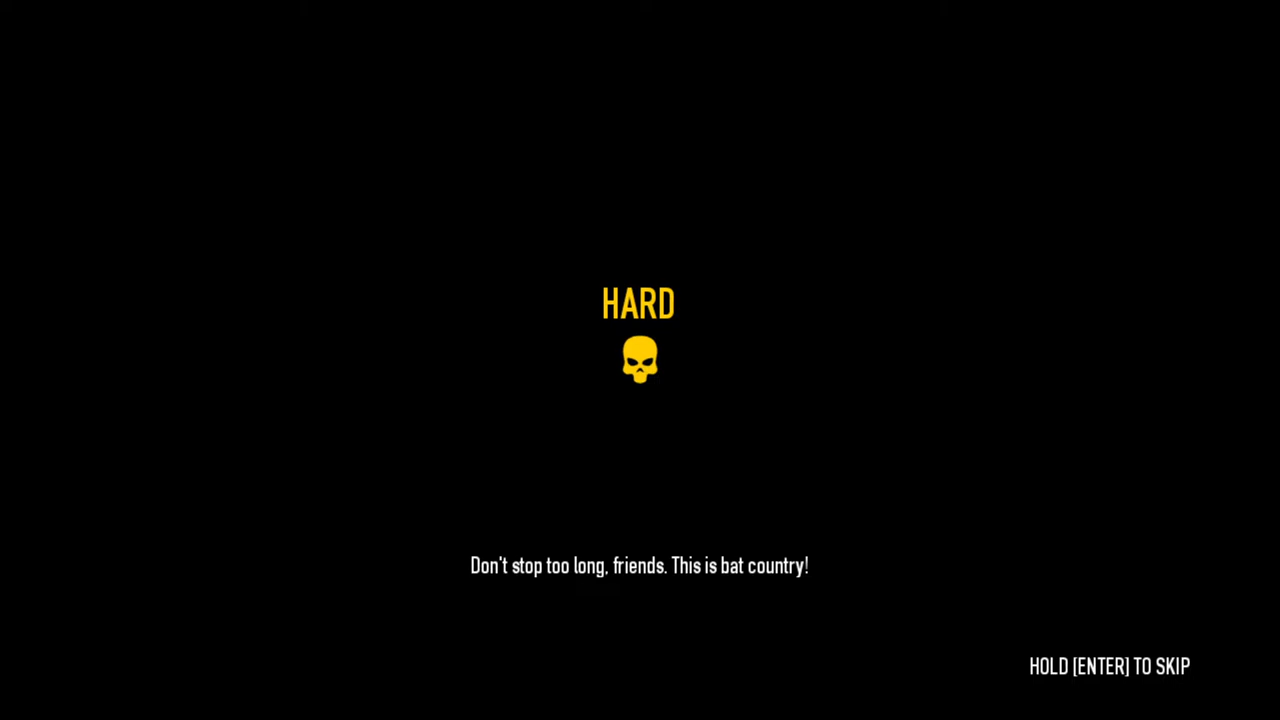 HARD
Don't stop too long, friends. This is bat country!
HOLD [ENTER] TO SKIP